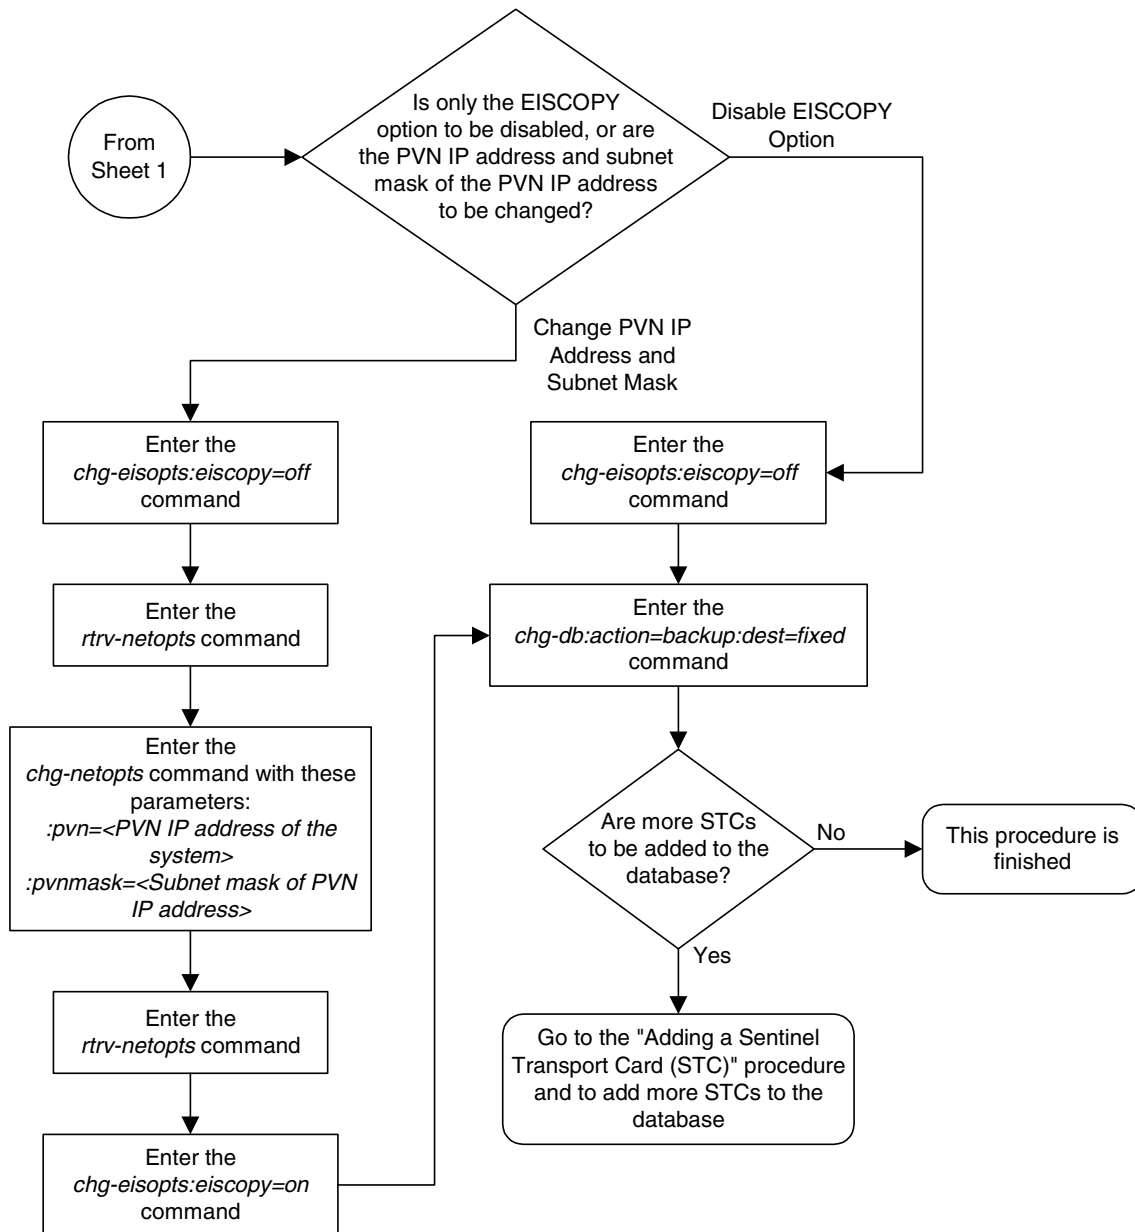 From
Sheet 1
Is only the EISCOPY
option to be disabled, or are
the PVN IP address and subnet
mask of the PVN IP address
to be changed?
Disable EISCOPY
Option
Change PVN IP
Address and
Subnet Mask
Enter the
chg-eisopts:eiscopy=off
command
Enter the
rtrv-netopts command
Enter the
chg-netopts command with these
parameters:
:pvn=<PVN IP address of the
system>
:pvnmask=<Subnet mask of PVN
IP address>
Enter the
rtrv-netopts command
Enter the
chg-eisopts:eiscopy=on
command
Enter the
chg-eisopts:eiscopy=off
command
Enter the
chg-db:action=backup:dest=fixed
command
Are more STCs
to be added to the
database?
No
This procedure is
finished
Yes
Go to the "Adding a Sentinel
Transport Card (STC)" procedure
and to add more STCs to the
database